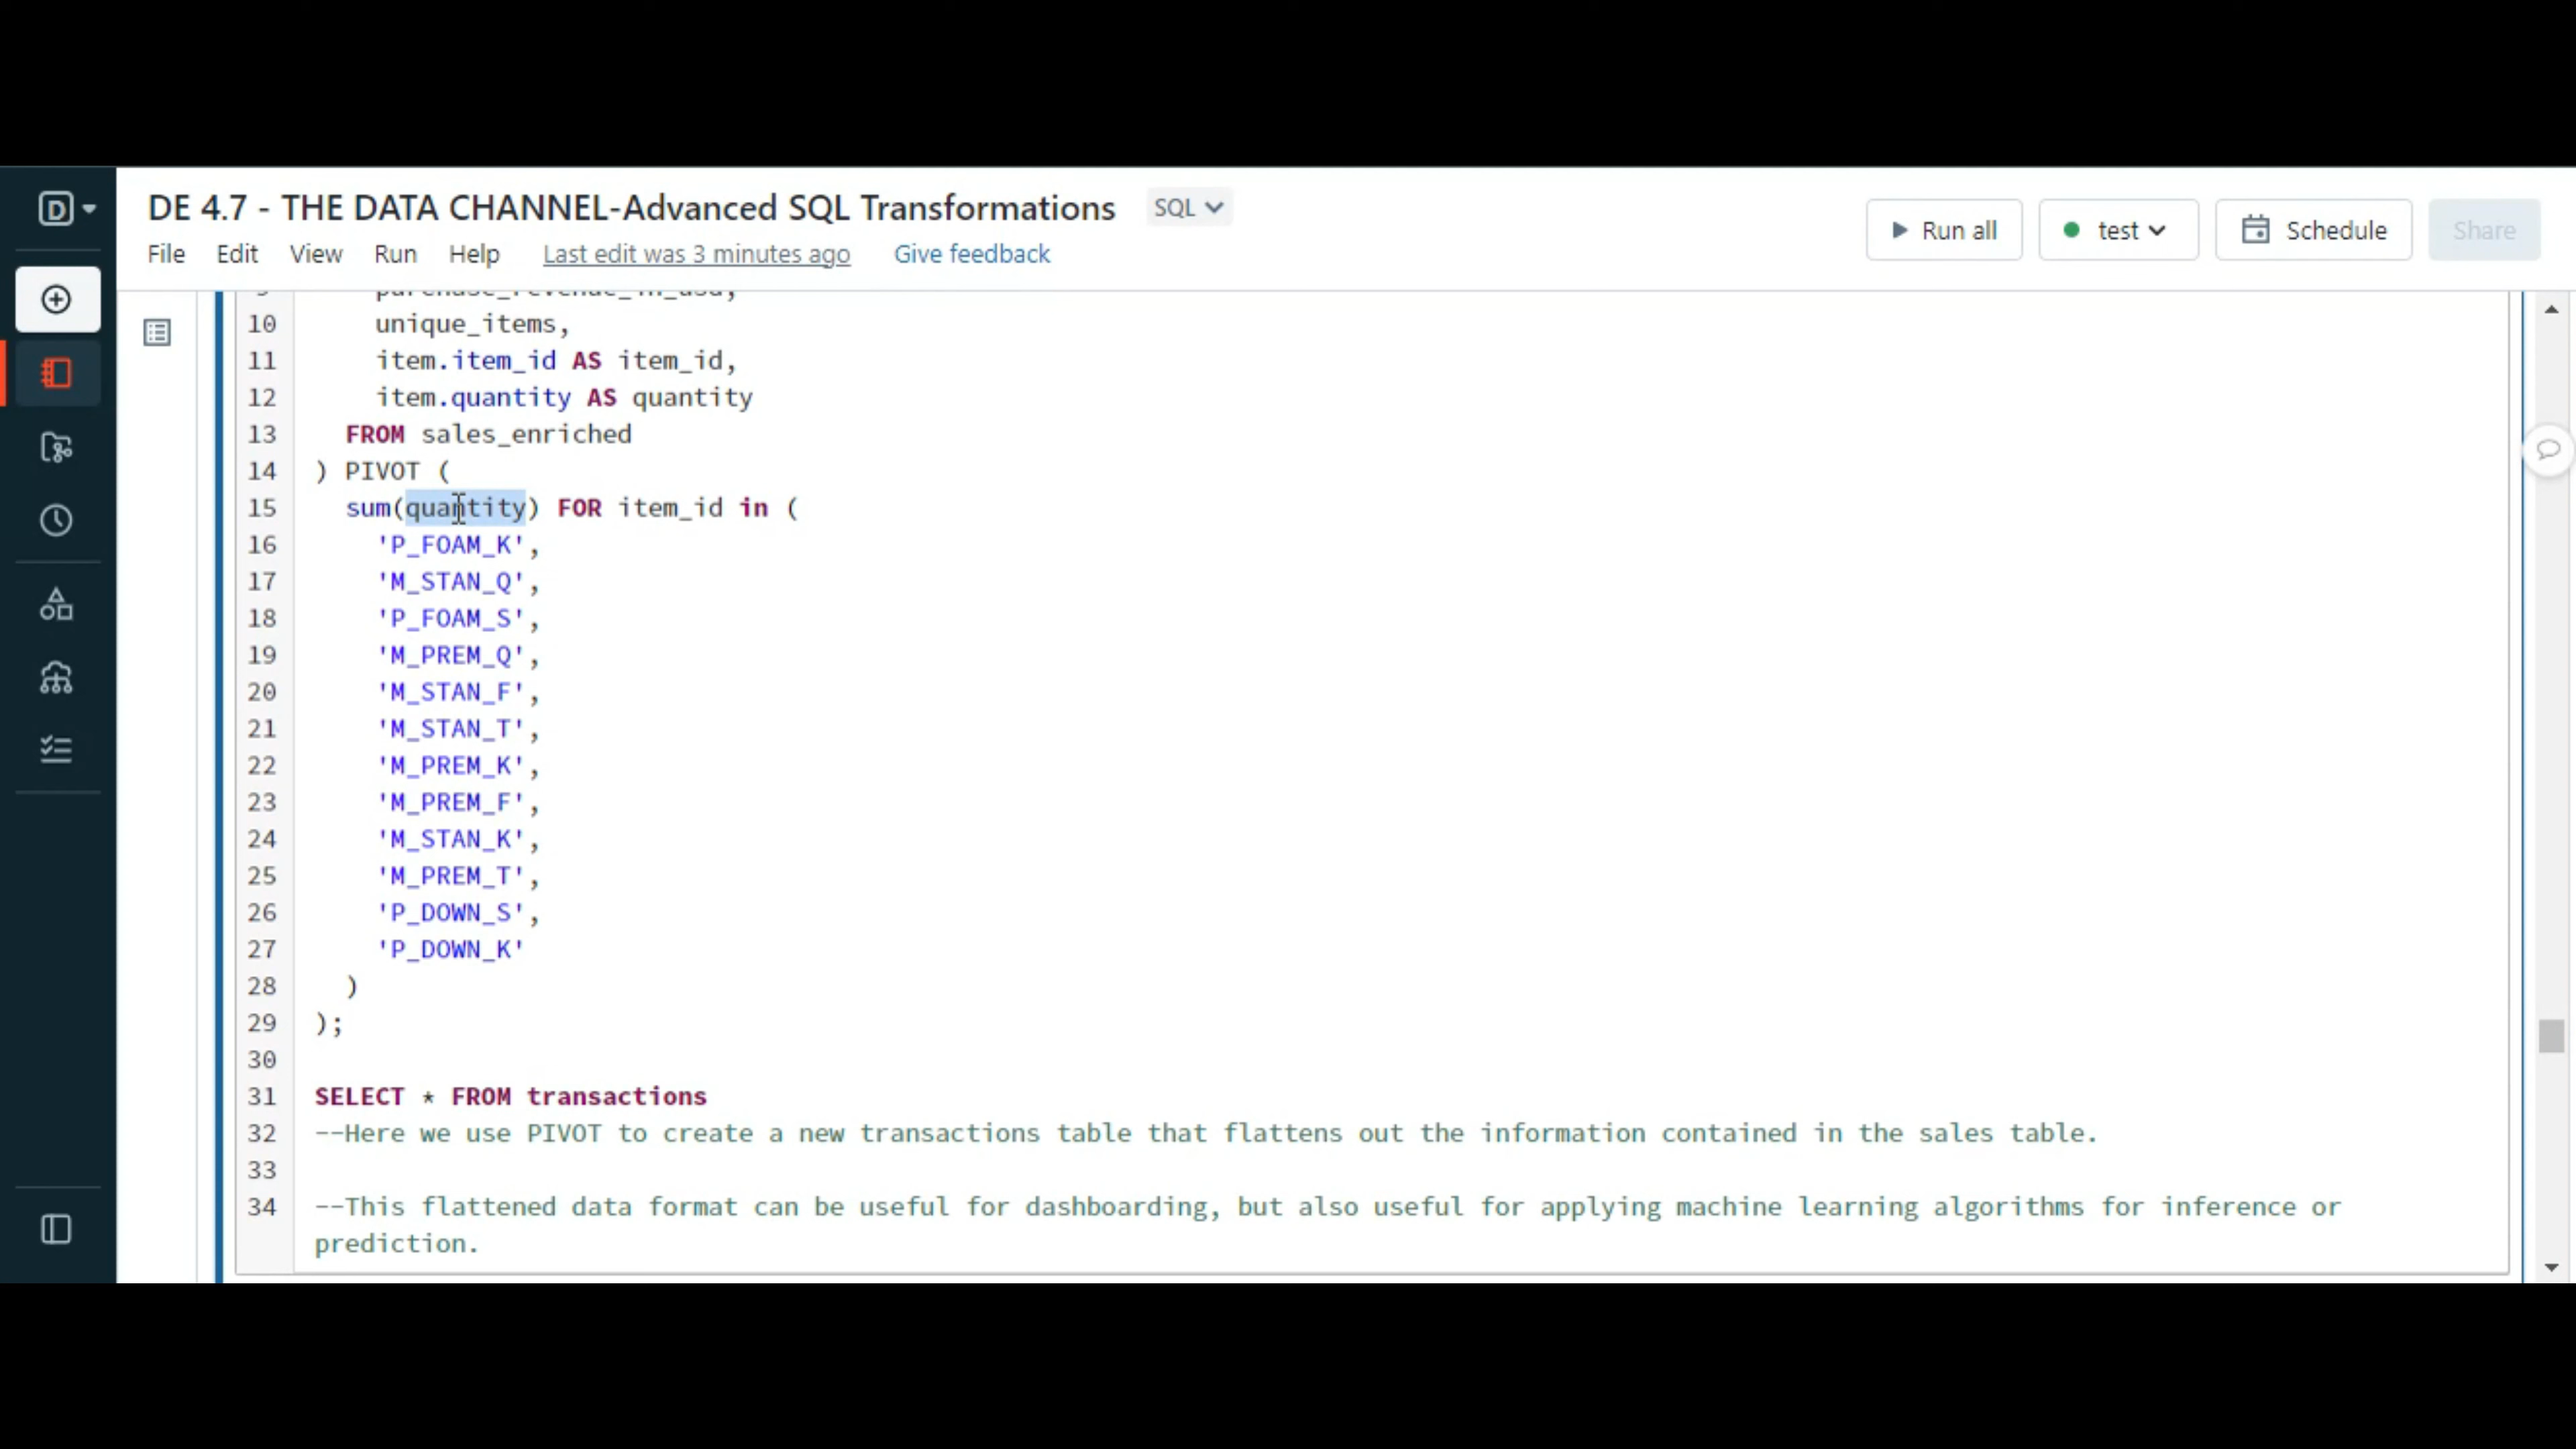 DE 4.7 - THE DATA CHANNEL-Advanced SQL Transformations SQL
File Edit View Run Help Last edit was 3 minutes ago Give feedback
Run all test Schedule Share
10 unique_items,
11 item.item_id AS item_id,
12 item.quantity AS quantity
13 FROM sales_enriched
14 ) PIVOT (
15 sum(quantity) FOR item_id in (
16 'P_FOAM_K',
17 'M_STAN_Q',
18 'P_FOAM_S',
19 'M_PREM_Q',
20 'M_STAN_F',
21 'M_STAN_T',
22 'M_PREM_K',
23 'M_PREM_F',
24 'M_STAN_K',
25 'M_PREM_T',
26 'P_DOWN_S',
27 'P_DOWN_K'
28 )
29 );
30
31 SELECT * FROM transactions
32 --Here we use PIVOT to create a new transactions table that flattens out the information contained in the sales table.
33
34 --This flattened data format can be useful for dashboarding, but also useful for applying machine learning algorithms for inference or
prediction.